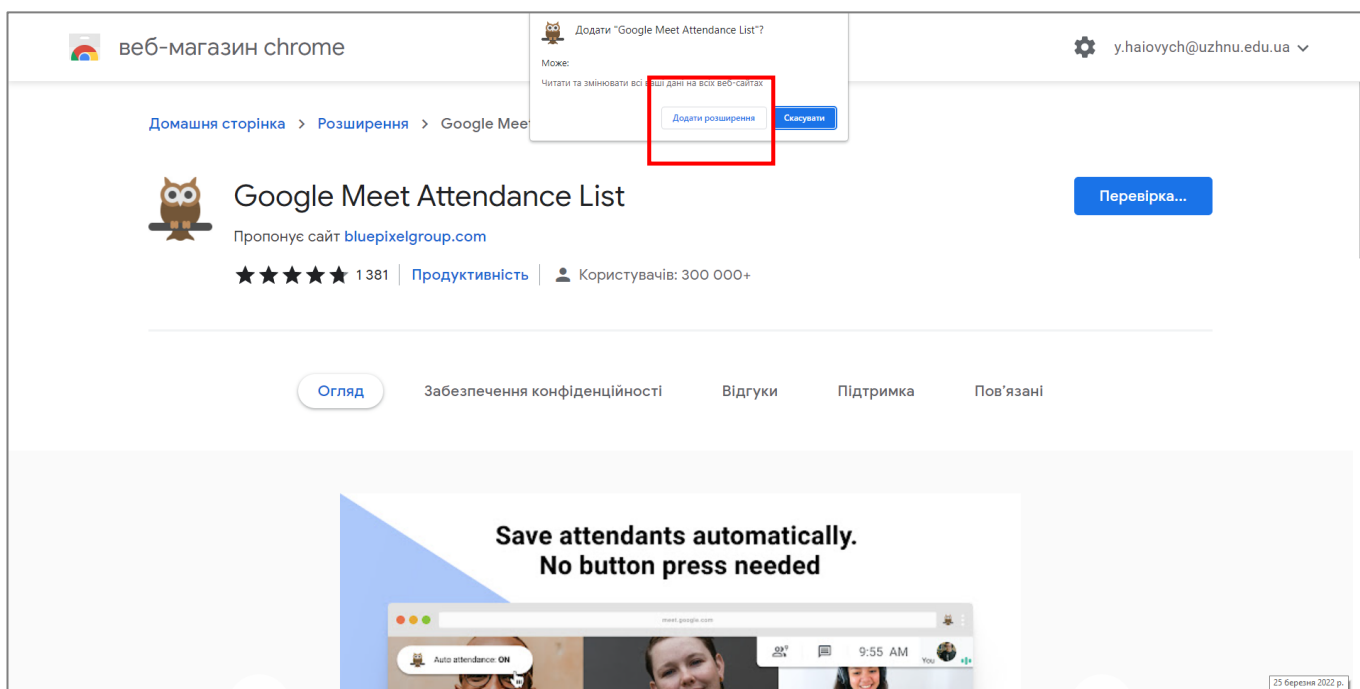 веб-магазин chrome
Додати "Google Meet Attendance List"?
Може:
Читати та змінювати всі ваші дані на всіх веб-сайтах
Додати розширення
Скасувати
y.haiovych@uzhnu.edu.ua
Домашня сторінка > Розширення > Google Meet
Google Meet Attendance List
Перевірка...
Пропонує сайт bluepixelgroup.com
1 381 Продуктивність Користувачів: 300 000+
Огляд Забезпечення конфіденційності Відгуки Підтримка Пов’язані
Save attendants automatically.
No button press needed
meet.google.com
Auto attendance: ON
9:55 AM
You
25 березня 2022 р.